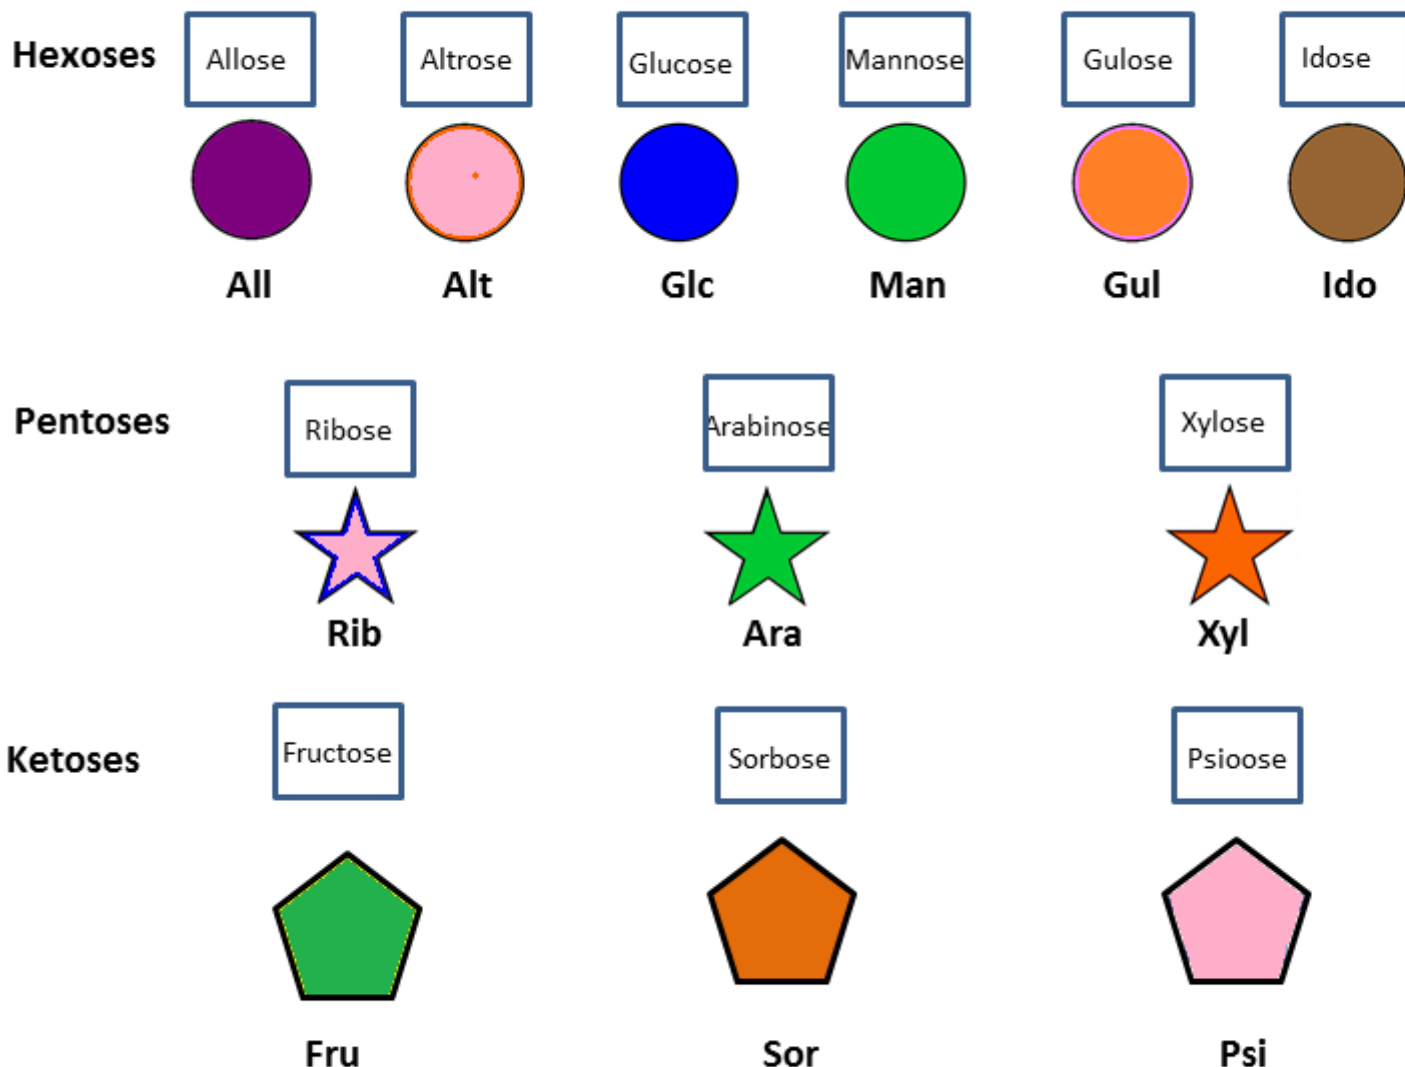 Hexoses Allose Altrose Glucose Mannose Gulose Idose
All Alt Glc Man Gul Ido
Pentoses Ribose Arabinose Xylose
Rib Ara Xyl
Ketoses Fructose Sorbose Psioose
Fru Sor Psi